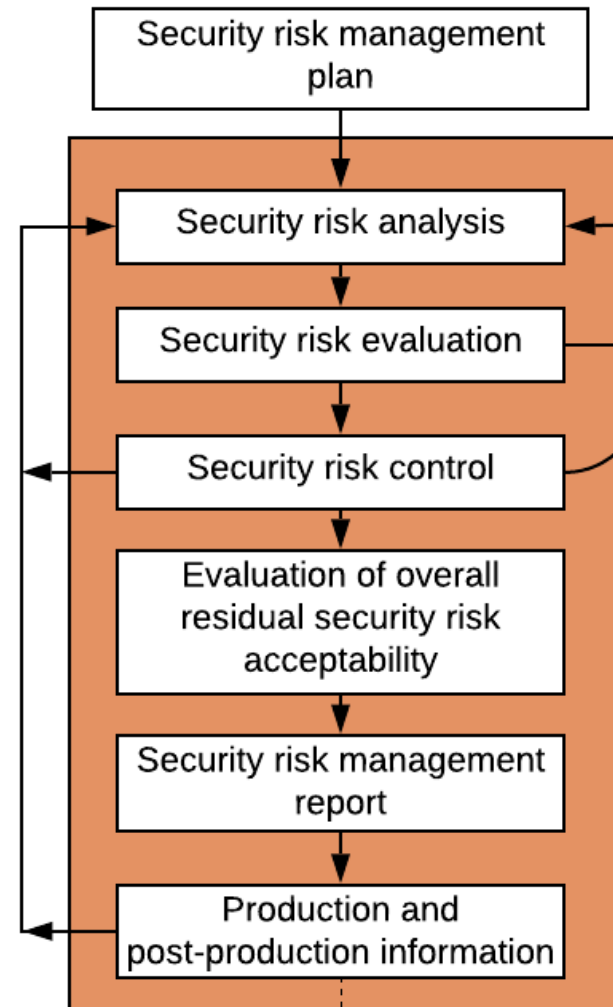 Security risk management
plan
Security risk analysis
Security risk evaluation
Security risk control
Evaluation of overall
residual security risk
acceptability
Security risk management
report
Production and
post-production information